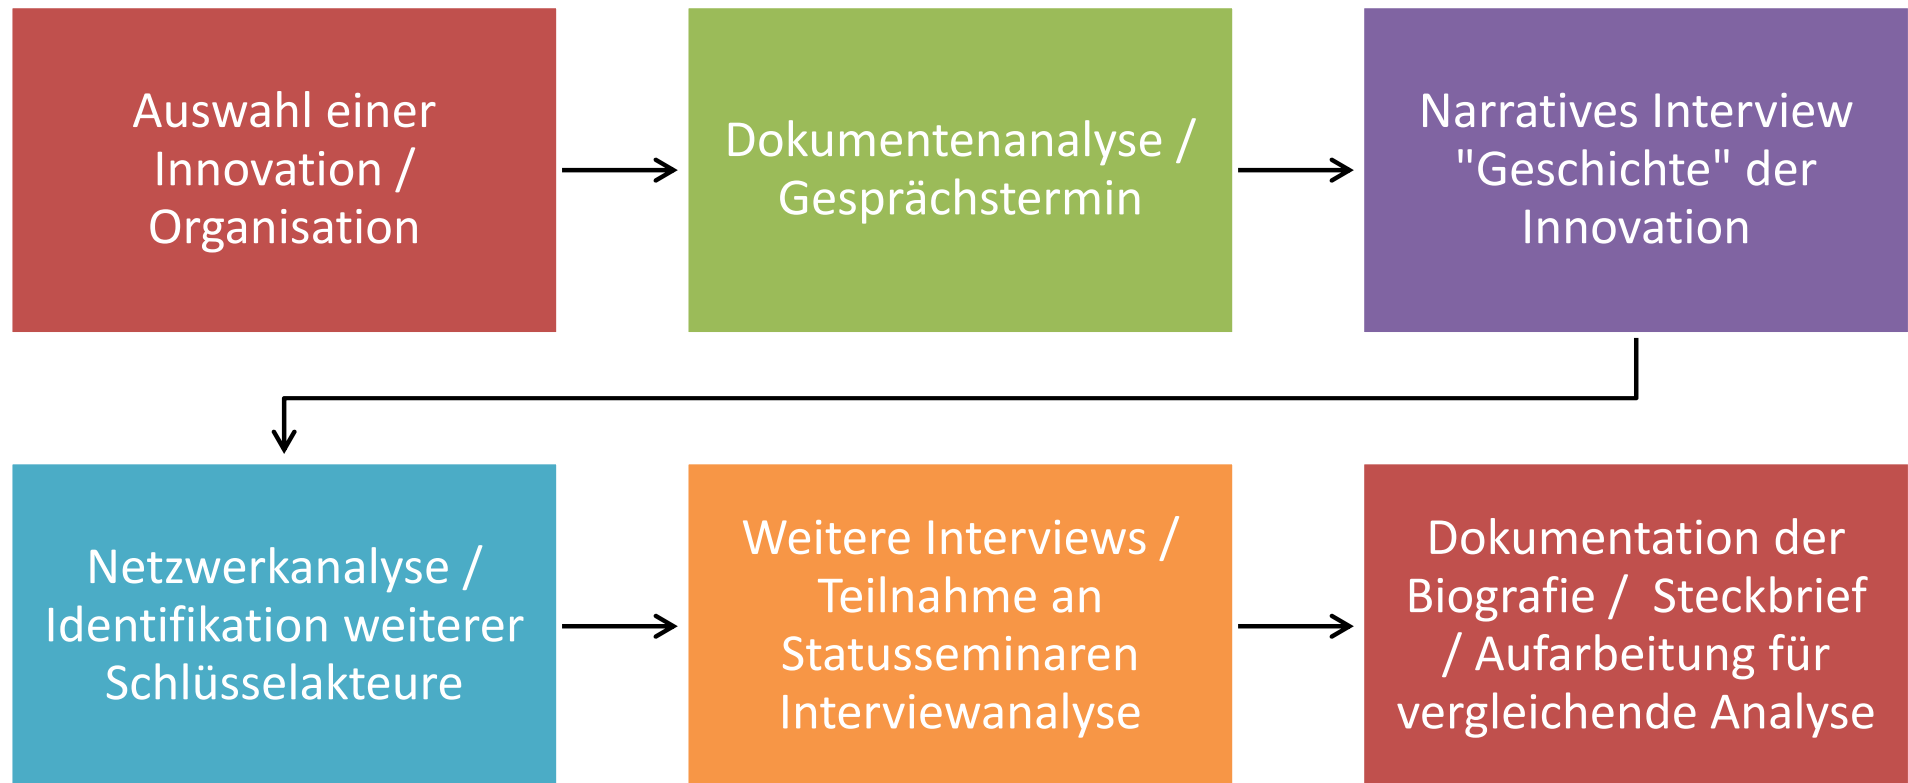 Auswahl einer
Innovation /
Organisation
Dokumentenanalyse /
Gesprächstermin
Narratives Interview
"Geschichte" der
Innovation
Netzwerkanalyse /
Identifikation weiterer
Schlüsselakteure
Weitere Interviews /
Teilnahme an
Statusseminaren
Interviewanalyse
Dokumentation der
Biografie /  Steckbrief
/ Aufarbeitung für
vergleichende Analyse